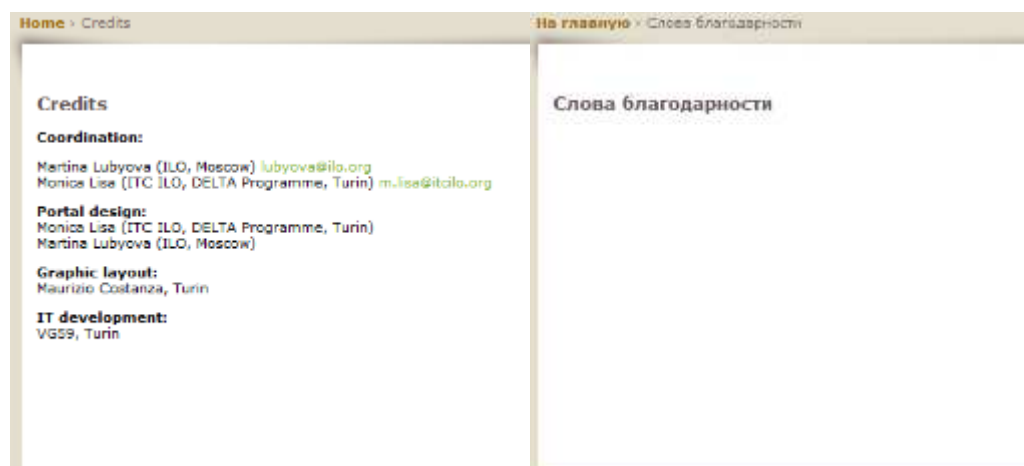 Home › Credits
Credits
Coordination:
Martina Lubyova (ILO, Moscow) lubyova@ilo.org
Monica Lisa (ITC ILO, DELTA Programme, Turin) m.lisa@itcilo.org
Portal design:
Monica Lisa (ITC ILO, DELTA Programme, Turin)
Martina Lubyova (ILO, Moscow)
Graphic layout:
Maurizio Costanza, Turin
IT development:
VG59, Turin
На главную › Слова благодарности
Слова благодарности